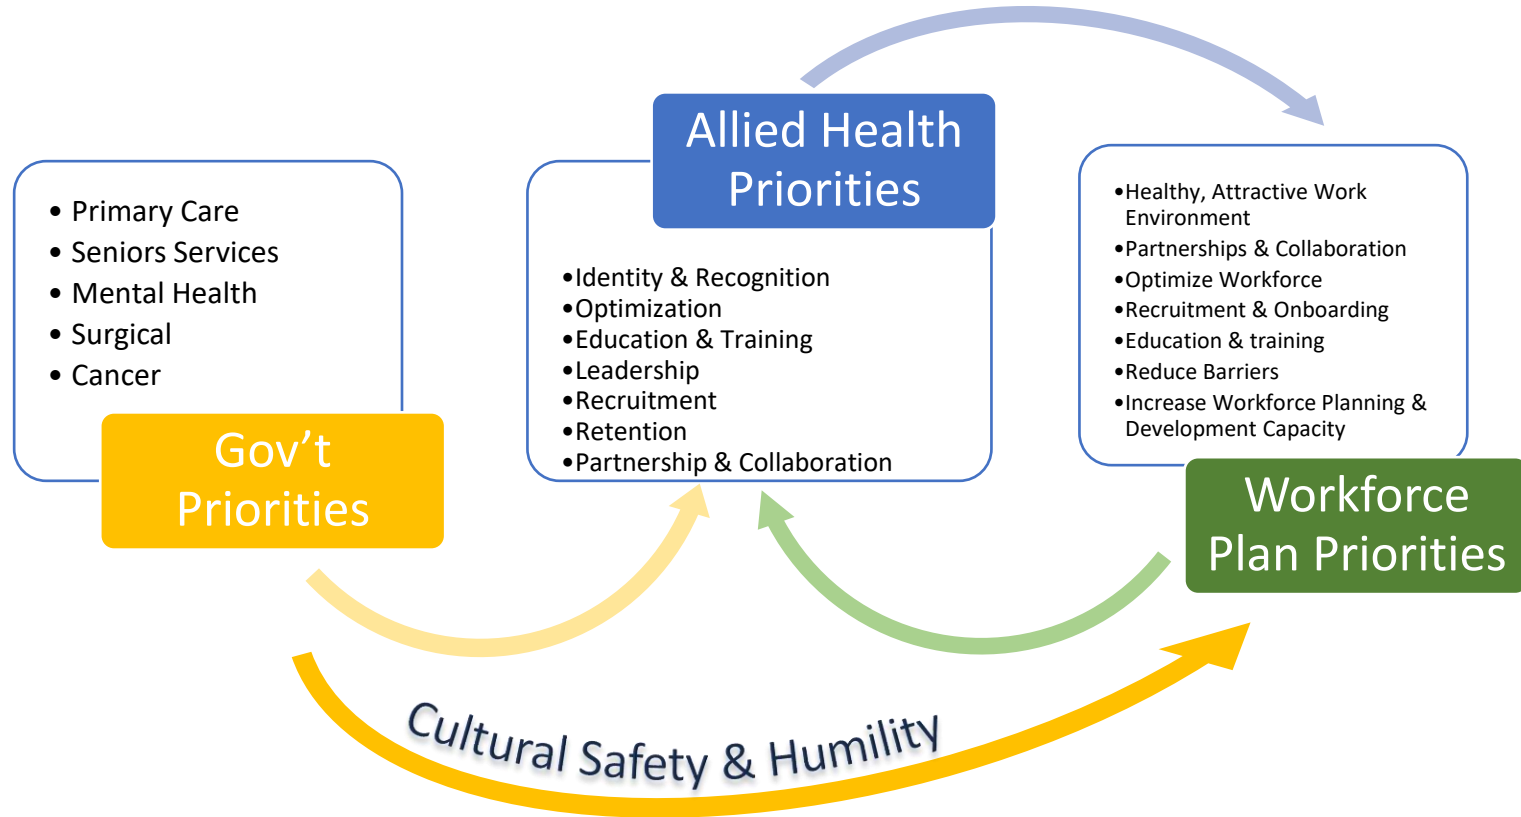 • Primary Care
• Seniors Services
• Mental Health
• Surgical
• Cancer
Gov’t
Priorities
Allied Health
Priorities
•Identity & Recognition
•Optimization
•Education & Training
•Leadership
•Recruitment
•Retention
•Partnership & Collaboration
•Healthy, Attractive Work
Environment
•Partnerships & Collaboration
•Optimize Workforce
•Recruitment & Onboarding
•Education & training
•Reduce Barriers
•Increase Workforce Planning &
Development Capacity
Workforce
Plan Priorities
Cultural Safety & Humility